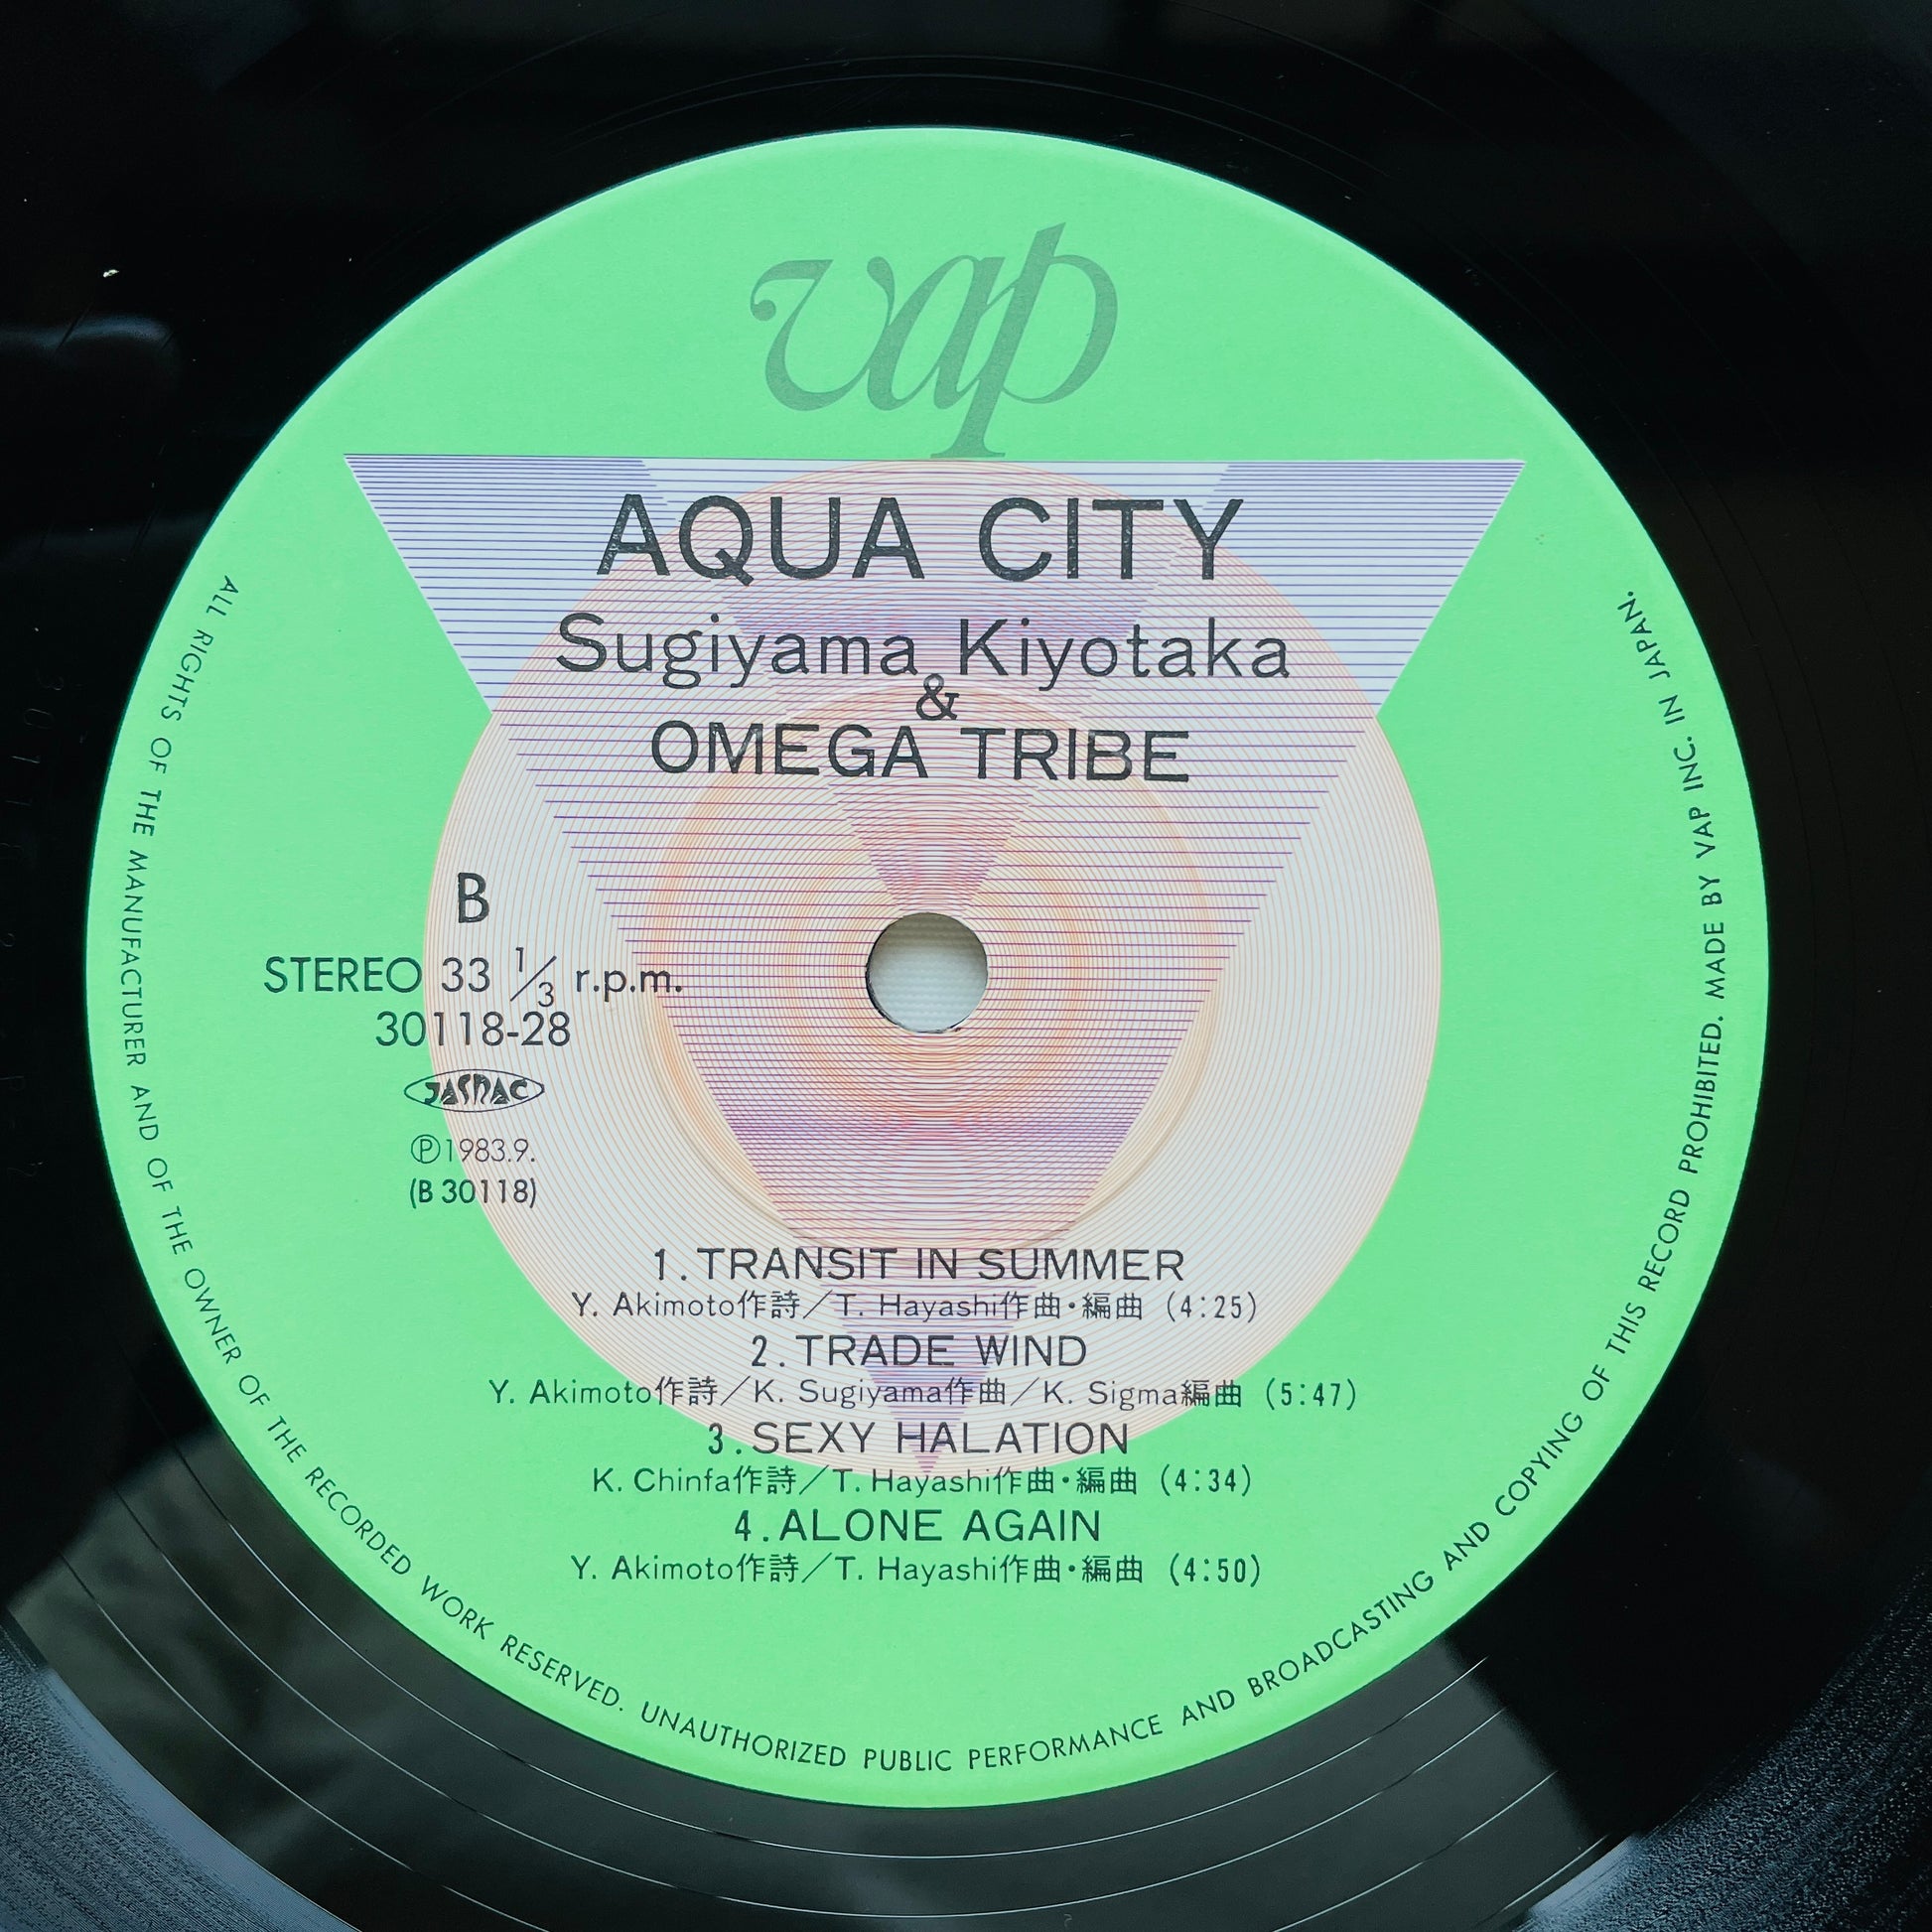 vap
AQUA CITY
Sugiyama Kiyotaka
&
OMEGA TRIBE
B
STEREO 33 1/3 r.p.m.
30118-28
JASRAC
Ⓟ1983.9.
(B 30118)
1.TRANSIT IN SUMMER
Y. Akimoto作詩／T. Hayashi作曲・編曲 (4:25)
2.TRADE WIND
Y. Akimoto作詩／K. Sugiyama作曲／K. Sigma編曲 (5:47)
3.SEXY HALATION
K. Chinfa作詩／T. Hayashi作曲・編曲 (4:34)
4.ALONE AGAIN
Y. Akimoto作詩／T. Hayashi作曲・編曲 (4:50)
ALL RIGHTS OF THE MANUFACTURER AND OF THE OWNER OF THE RECORDED WORK RESERVED. UNAUTHORIZED PUBLIC PERFORMANCE AND BROADCASTING AND COPYING OF THIS RECORD PROHIBITED. MADE BY VAP INC. IN JAPAN.